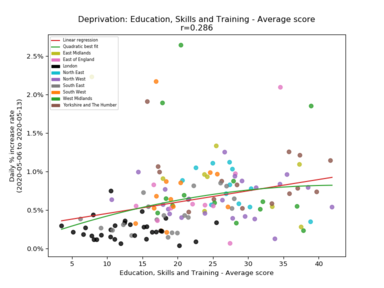 Deprivation: Education, Skills and Training - Average score
r=0.286
Daily % increase rate
(2020-05-06 to 2020-05-13)
2.5%
2.0%
1.5%
1.0%
0.5%
0.0%
Linear regression
Quadratic best fit
East Midlands
East of England
London
North East
North West
South East
South West
West Midlands
Yorkshire and The Humber
5 10 15 20 25 30 35 40
Education, Skills and Training - Average score